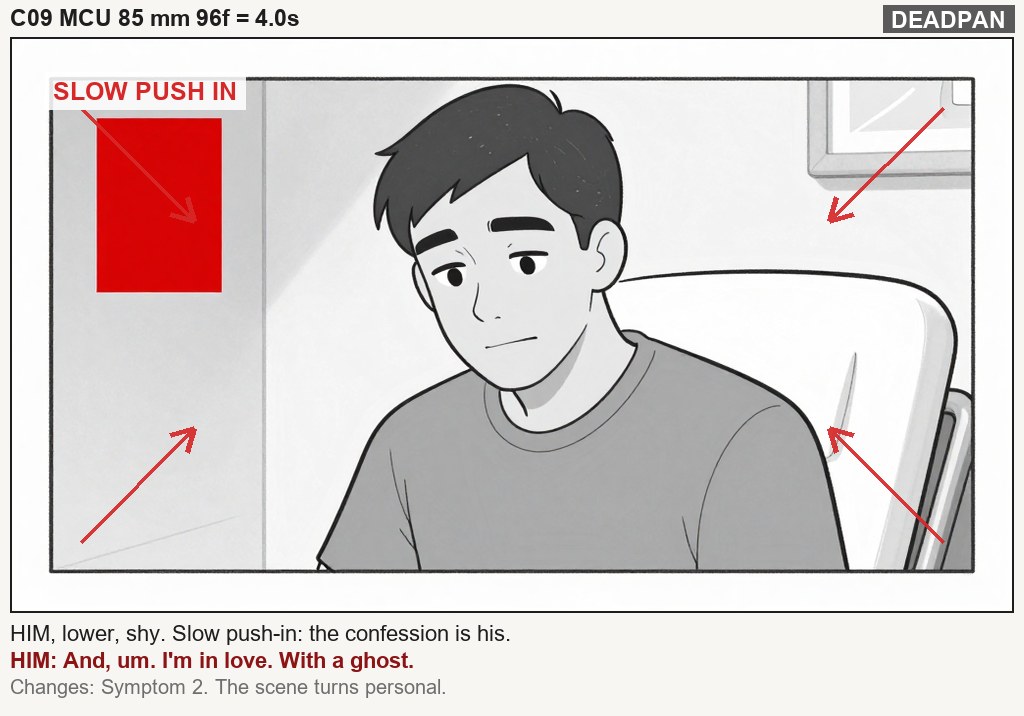 C09 MCU 85 mm 96f = 4.0s
DEADPAN
SLOW PUSH IN
HIM, lower, shy. Slow push-in: the confession is his.
HIM: And, um. I'm in love. With a ghost.
Changes: Symptom 2. The scene turns personal.